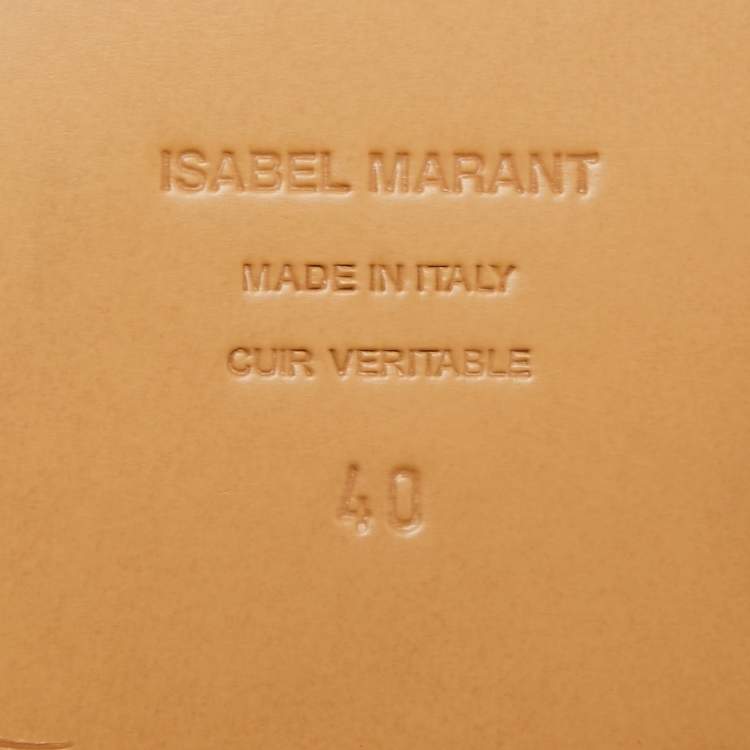 ISABEL MARANT
MADE IN ITALY
CUIR VERITABLE
40